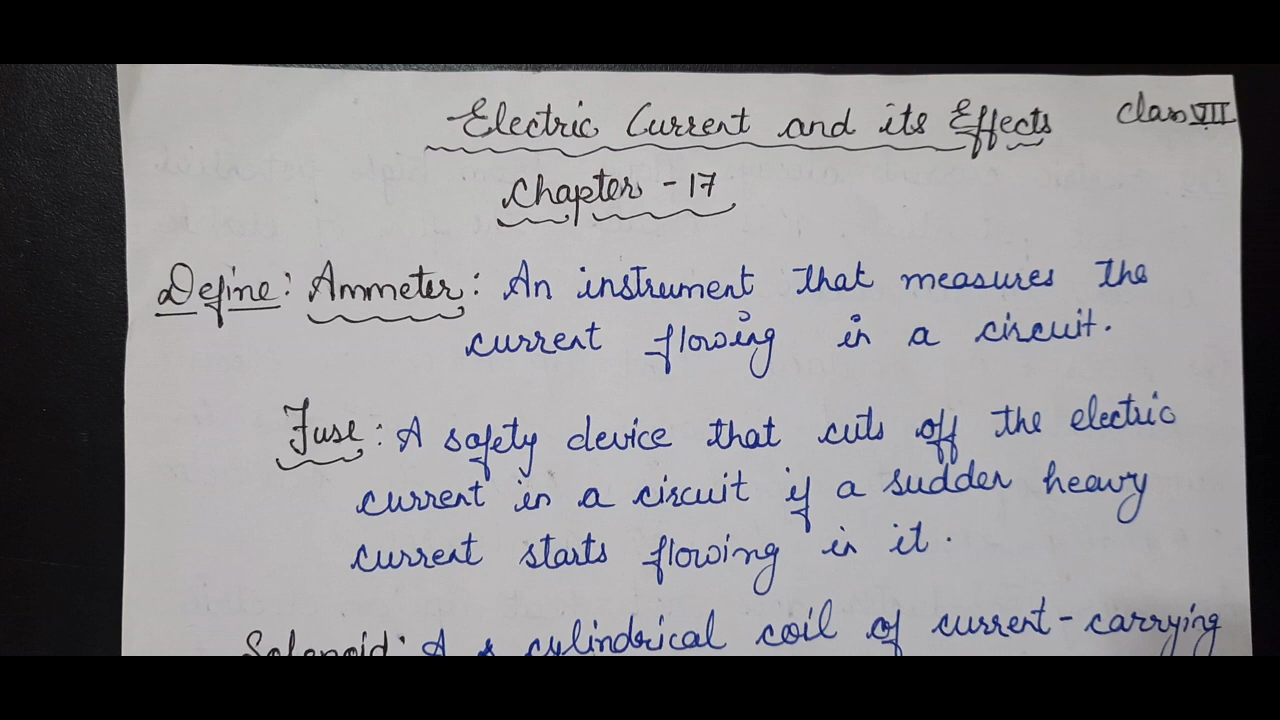 Electric Current and its Effects Class VII
Chapter - 17
Define: Ammeter: An instrument that measures the
current flowing in a circuit.
Fuse: A safety device that cuts off the electric
current in a circuit if a sudden heavy
current starts flowing in it.
Solenoid: A cylindrical coil of current-carrying